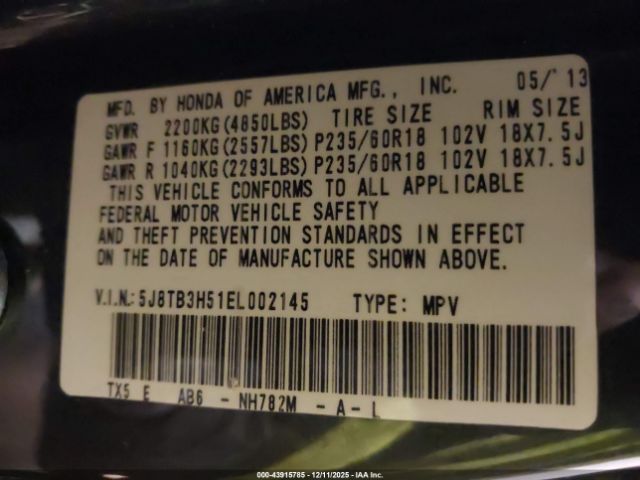 MFD. BY HONDA OF AMERICA MFG., INC. 05/'13
GVWR 2200KG(4850LBS) TIRE SIZE RIM SIZE
GAWR F 1160KG(2557LBS) P235/60R18 102V 18X7.5J
GAWR R 1040KG(2293LBS) P235/60R18 102V 18X7.5J
THIS VEHICLE CONFORMS TO ALL APPLICABLE
FEDERAL MOTOR VEHICLE SAFETY
AND THEFT PREVENTION STANDARDS IN EFFECT
ON THE DATE OF MANUFACTURE SHOWN ABOVE.
V.I.N.: 5J8TB3H51EL002145 TYPE: MPV
TX5 E AB6 - NH782M - A - L
00-43915785 - 12/11/2025 - IAA Inc.